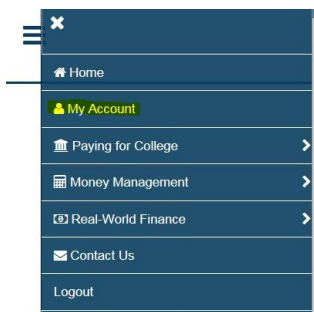 Home
My Account
Paying for College
Money Management
Real-World Finance
Contact Us
Logout